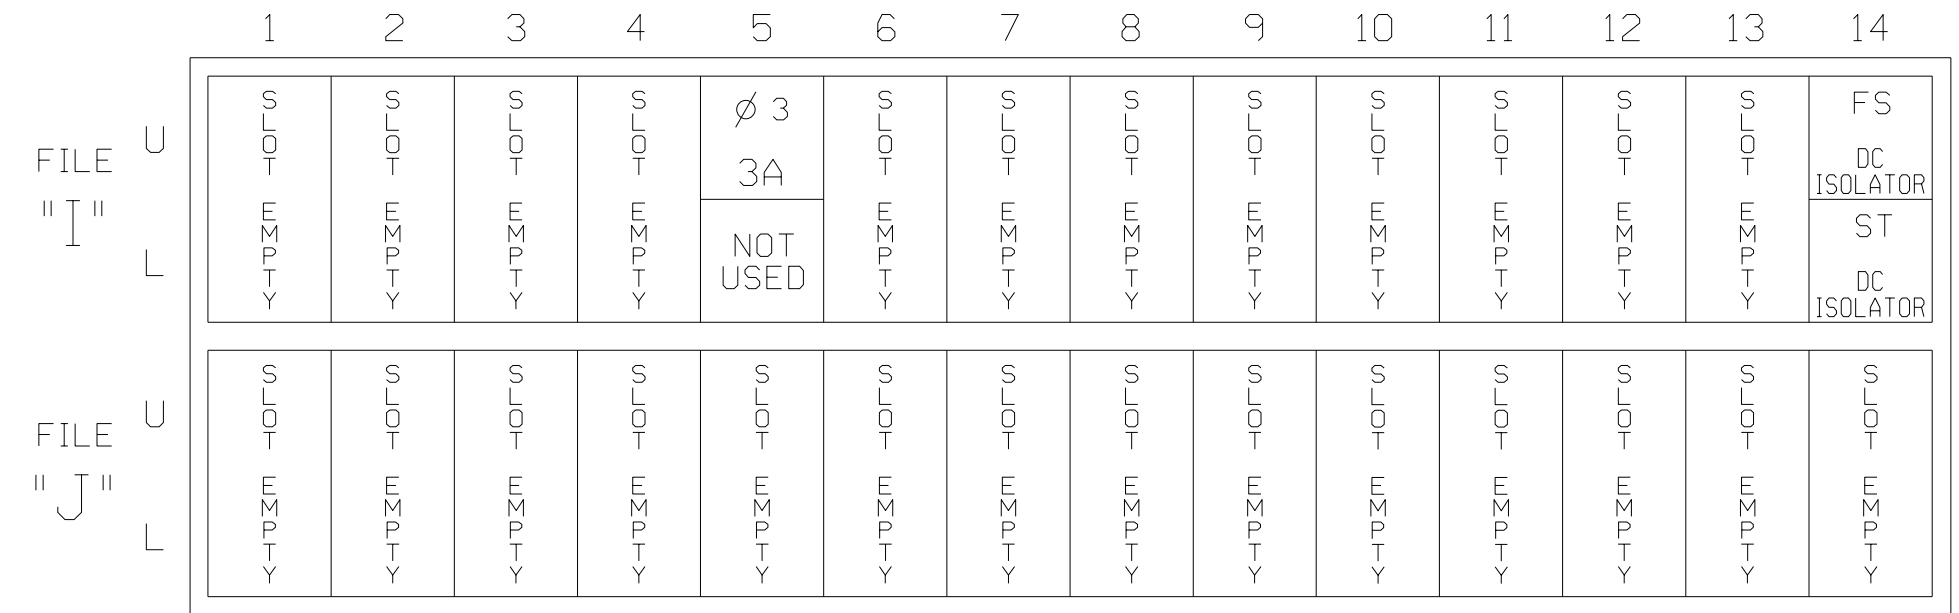 1 2 3 4 5 6 7 8 9 10 11 12 13 14
FILE "I"
U
L
SLOT EMPTY
SLOT EMPTY
SLOT EMPTY
SLOT EMPTY
Ø 3
3A
NOT
USED
SLOT EMPTY
SLOT EMPTY
SLOT EMPTY
SLOT EMPTY
SLOT EMPTY
SLOT EMPTY
SLOT EMPTY
SLOT EMPTY
FS
DC
ISOLATOR
ST
DC
ISOLATOR
FILE "J"
U
L
SLOT EMPTY
SLOT EMPTY
SLOT EMPTY
SLOT EMPTY
SLOT EMPTY
SLOT EMPTY
SLOT EMPTY
SLOT EMPTY
SLOT EMPTY
SLOT EMPTY
SLOT EMPTY
SLOT EMPTY
SLOT EMPTY
SLOT EMPTY